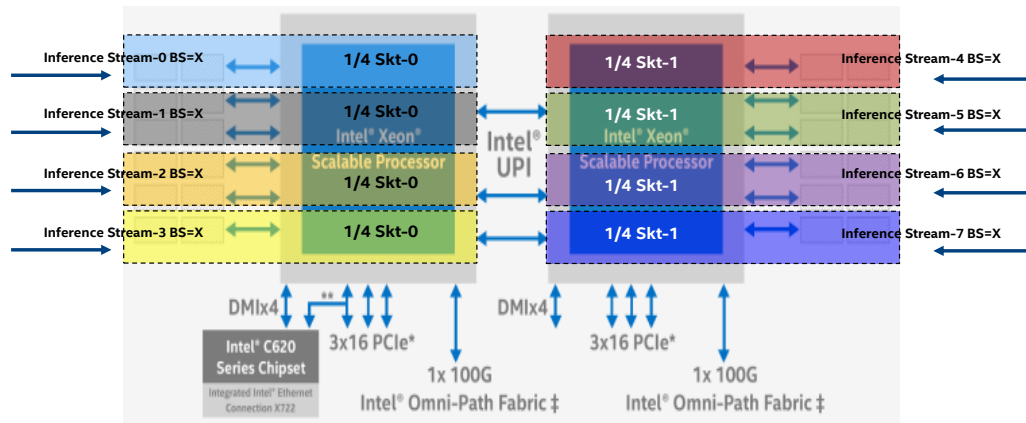 Inference Stream-0 BS=X
1/4 Skt-0
1/4 Skt-1
Inference Stream-4 BS=X
Inference Stream-1 BS=X
1/4 Skt-0
1/4 Skt-1
Inference Stream-5 BS=X
Intel® Xeon®
Scalable Processor
Intel®
UPI
Intel® Xeon®
Scalable Processor
Inference Stream-2 BS=X
1/4 Skt-0
1/4 Skt-1
Inference Stream-6 BS=X
Inference Stream-3 BS=X
1/4 Skt-0
1/4 Skt-1
Inference Stream-7 BS=X
DMIx4
**
3x16 PCIe*
DMIx4
3x16 PCIe*
Intel® C620
Series Chipset
Integrated Intel® Ethernet
Connection X722
1x 100G
Intel® Omni-Path Fabric ‡
1x 100G
Intel® Omni-Path Fabric ‡